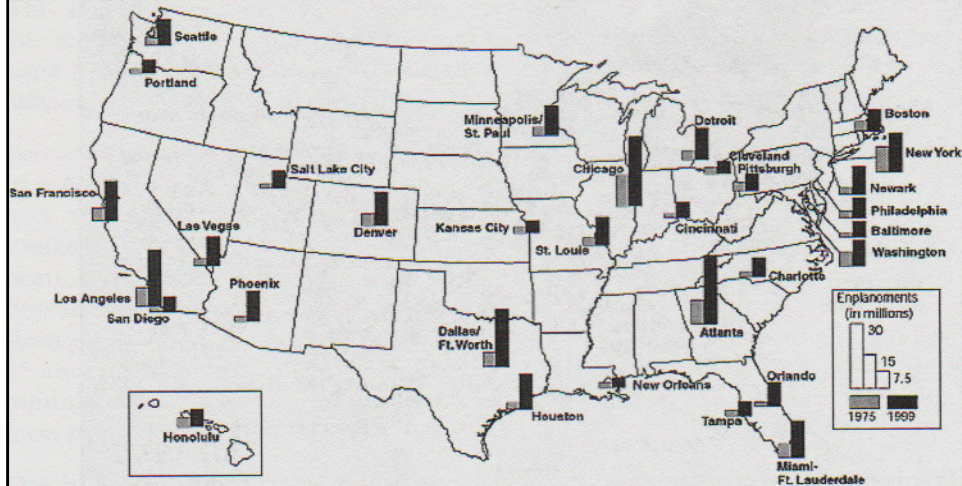 Seattle
Portland
Minneapolis/
St. Paul
Detroit
Boston
New York
Cleveland
Pittsburgh
Chicago
Salt Lake City
San Francisco
Newark
Philadelphia
Baltimore
Washington
Las Vegas
Denver
Kansas City
St. Louis
Cincinnati
Charlotte
Los Angeles
San Diego
Phoenix
Dallas/
Ft. Worth
Atlanta
New Orleans
Houston
Orlando
Tampa
Miami-
Ft. Lauderdale
Honolulu
Enplanoments
(in millions)
30
15
7.5
1975 1999